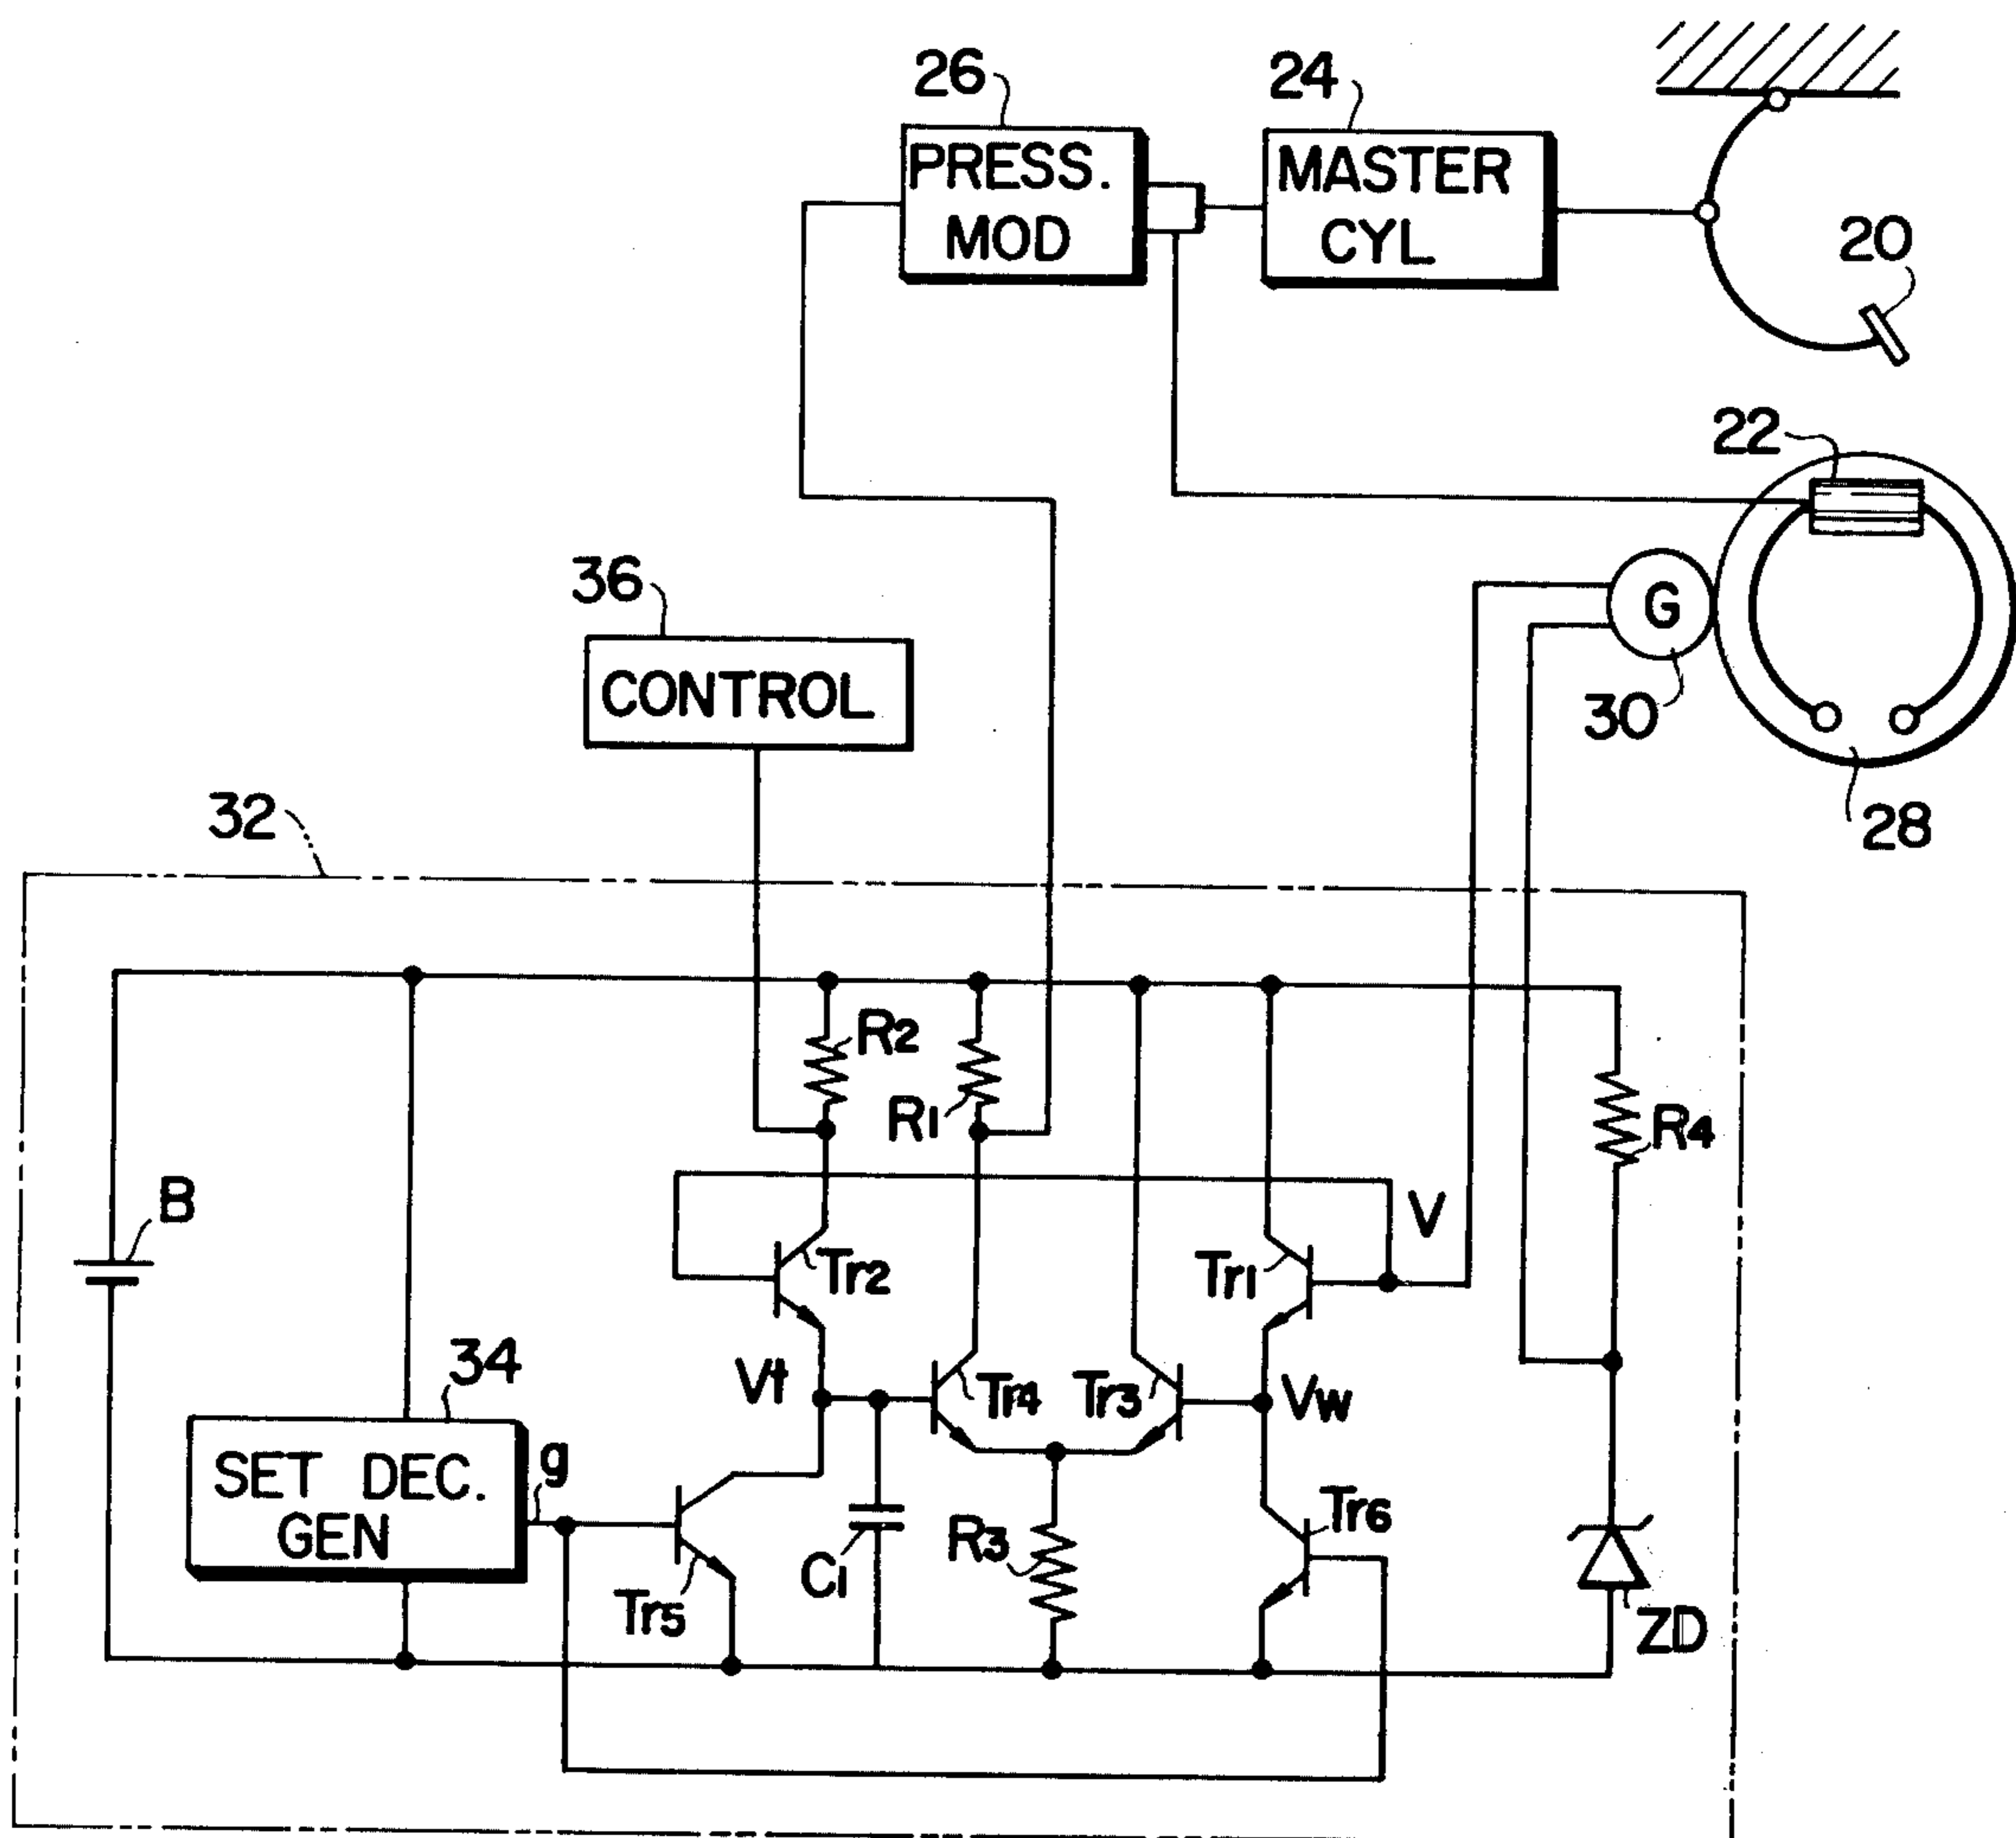 26
24
PRESS.
MOD
MASTER
CYL
20
22
36
G
CONTROL
30
32
28
R2
R1
R4
B
V
Tr2
Tr1
34
Vt
Tr4
Tr3
Vw
SET DEC.
GEN
g
Tr6
R3
C1
Tr5
ZD